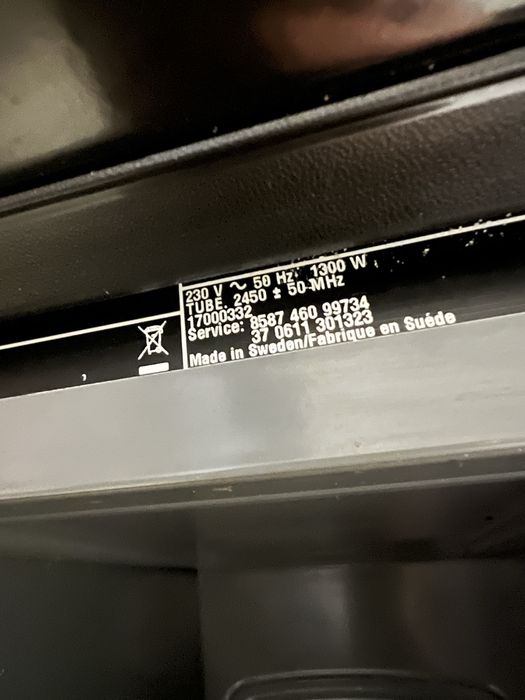 230 V ~ 50 Hz 1300 W
TUBE. 2450 ± 50 MHz
17000332
Service: 8587 460 99734
37 0611 301323
Made in Sweden/Fabrique en Suéde